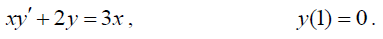 xy′ + 2y = 3x , y(1) = 0 .